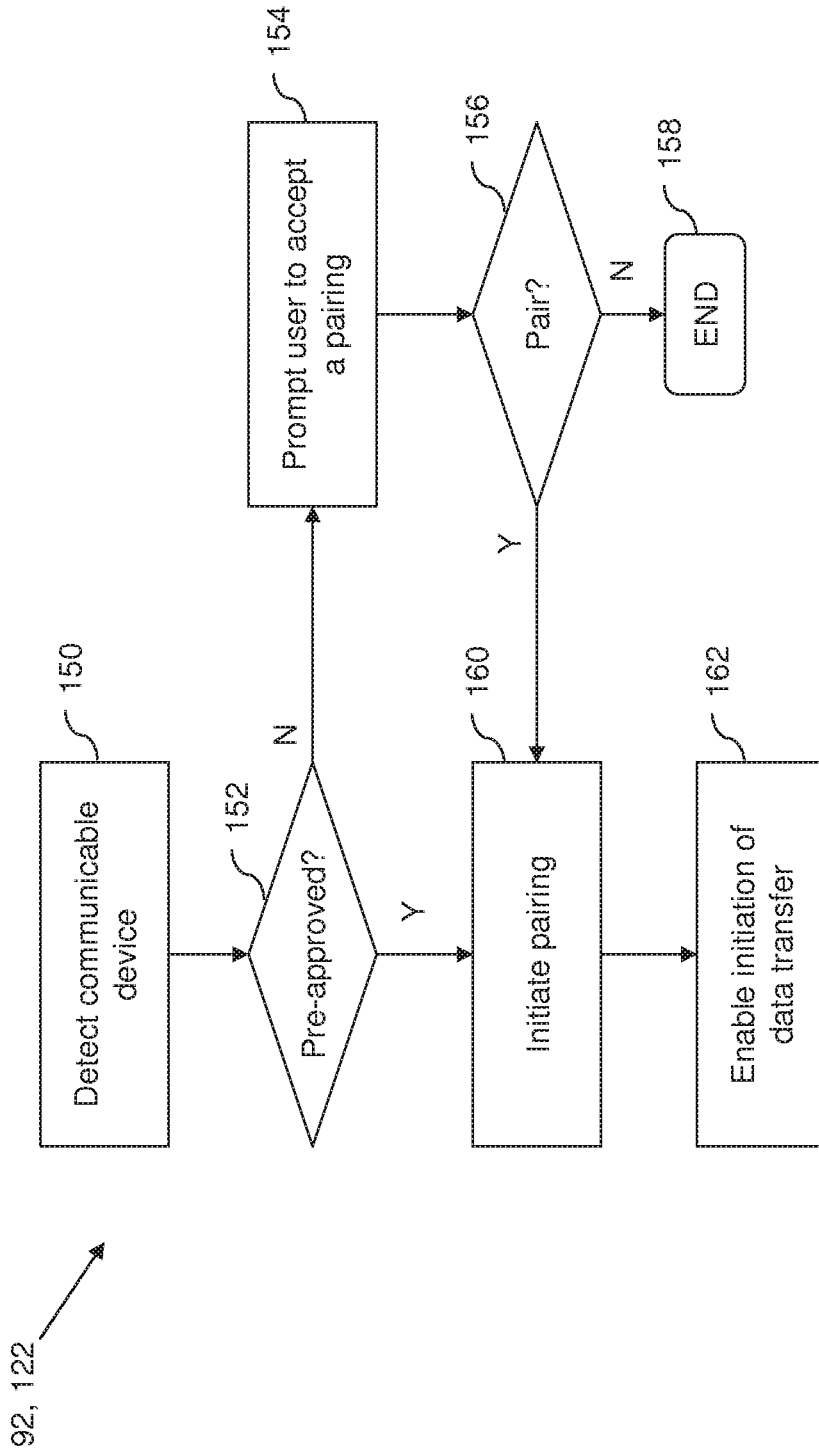 92, 122
Detect communicable
device
150
Pre-approved?
152
N
Y
Prompt user to accept
a pairing
154
Pair?
156
Y
N
END
158
Initiate pairing
160
Enable initiation of
data transfer
162